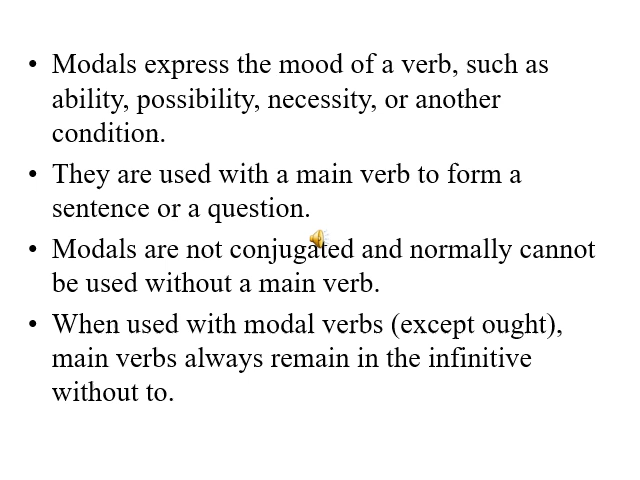 • Modals express the mood of a verb, such as
ability, possibility, necessity, or another
condition.
• They are used with a main verb to form a
sentence or a question.
• Modals are not conjugated and normally cannot
be used without a main verb.
• When used with modal verbs (except ought),
main verbs always remain in the infinitive
without to.